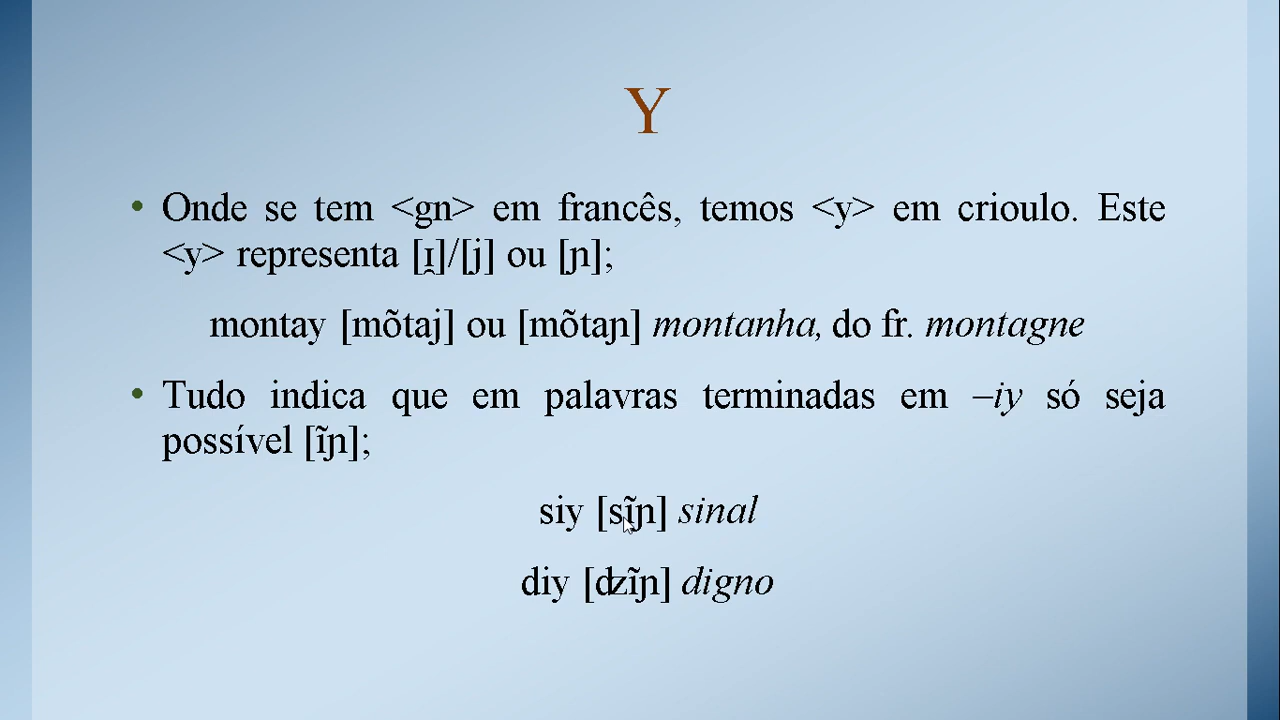 Y
• Onde se tem <gn> em francês, temos <y> em crioulo. Este
<y> representa [ɪ̯]/[j] ou [ɲ];
montay [mõtaj] ou [mõtaɲ] montanha, do fr. montagne
• Tudo indica que em palavras terminadas em –iy só seja
possível [ĩɲ];
siy [sĩɲ] sinal
diy [ʣĩɲ] digno